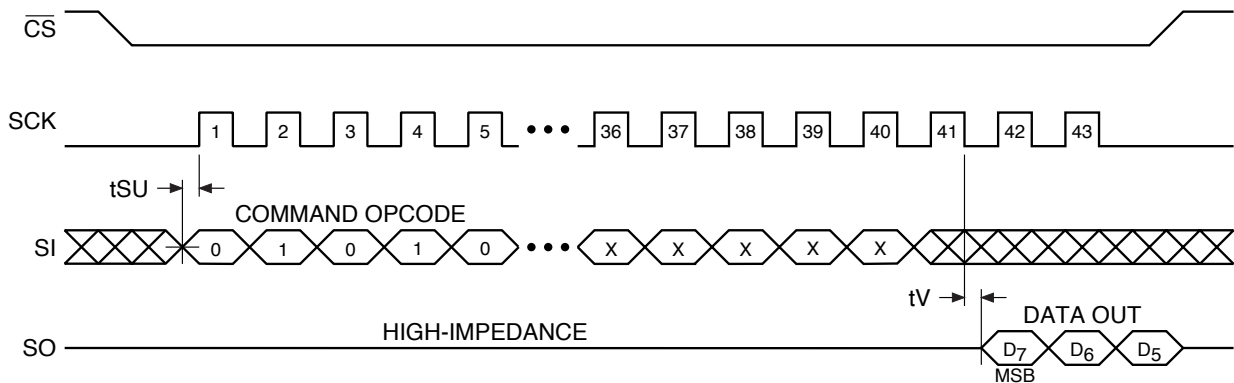 CS
SCK
1 2 3 4 5 ••• 36 37 38 39 40 41 42 43
tSU
COMMAND OPCODE
SI
0 1 0 1 0 ••• X X X X X
tV
HIGH-IMPEDANCE
DATA OUT
SO
D7 D6 D5
MSB